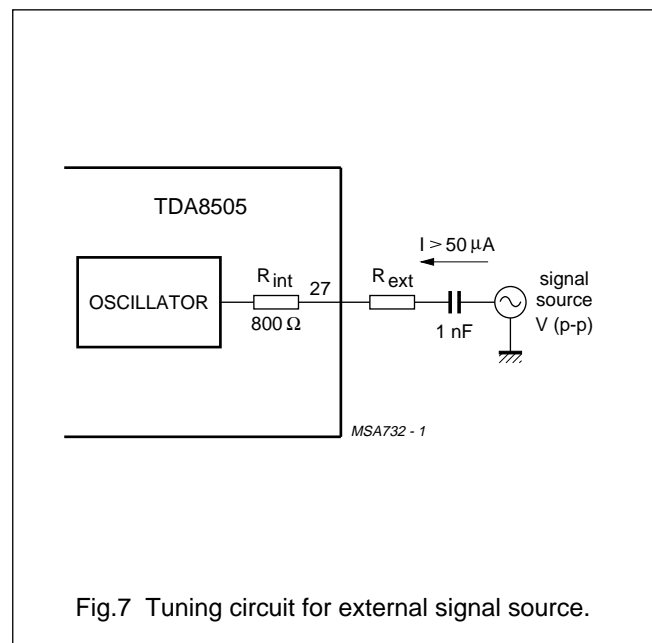 TDA8505
I > 50 μA
OSCILLATOR
R int
27
R ext
signal
source
V (p-p)
800 Ω
1 nF
MSA732 - 1
Fig.7 Tuning circuit for external signal source.